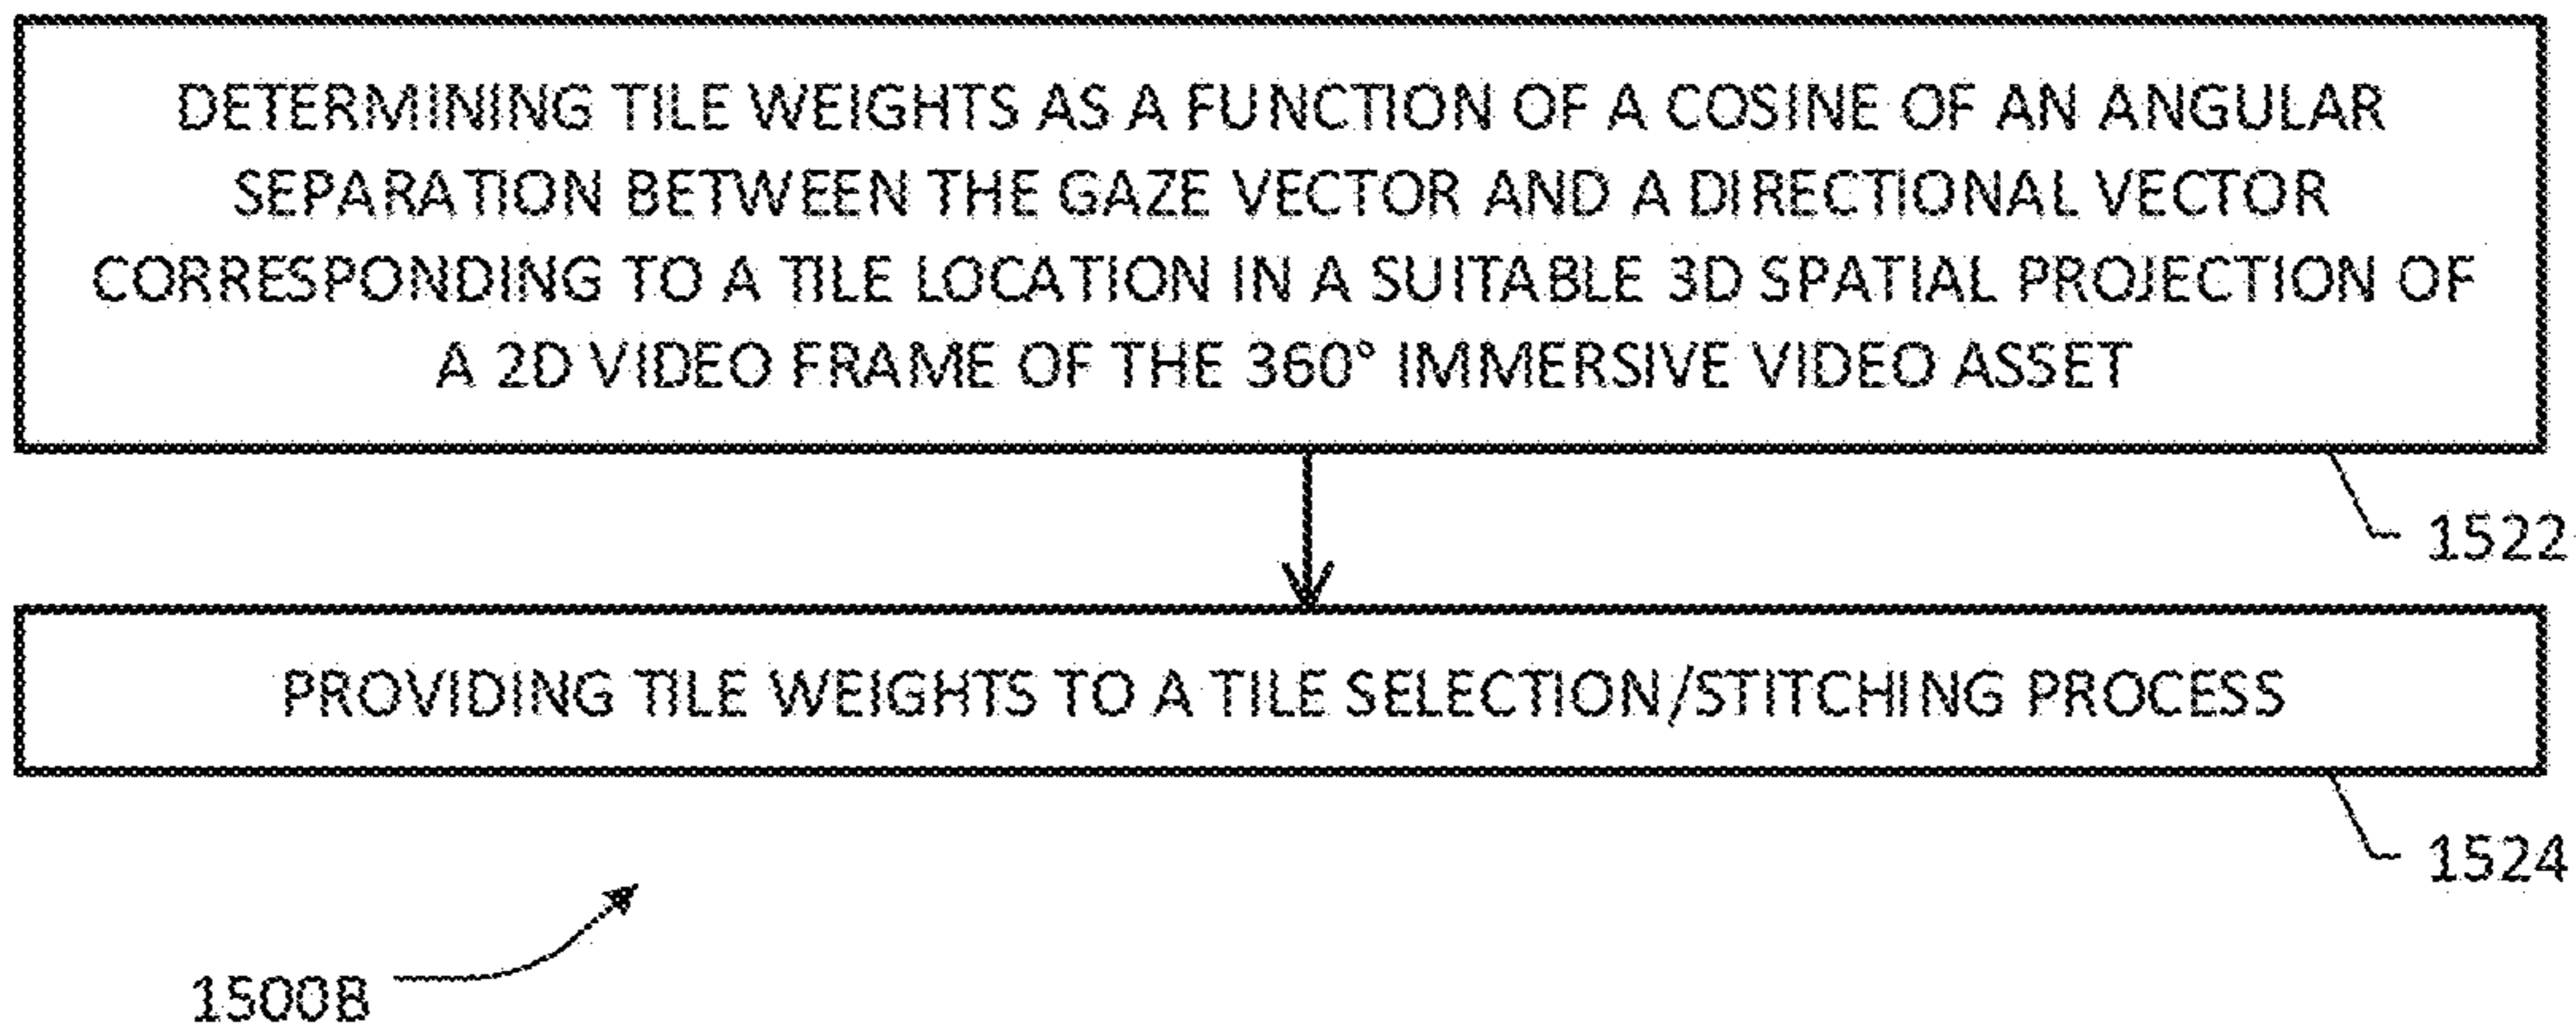 DETERMINING TILE WEIGHTS AS A FUNCTION OF A COSINE OF AN ANGULAR
SEPARATION BETWEEN THE GAZE VECTOR AND A DIRECTIONAL VECTOR
CORRESPONDING TO A TILE LOCATION IN A SUITABLE 3D SPATIAL PROJECTION OF
A 2D VIDEO FRAME OF THE 360° IMMERSIVE VIDEO ASSET
1522
PROVIDING TILE WEIGHTS TO A TILE SELECTION/STITCHING PROCESS
1524
1500B